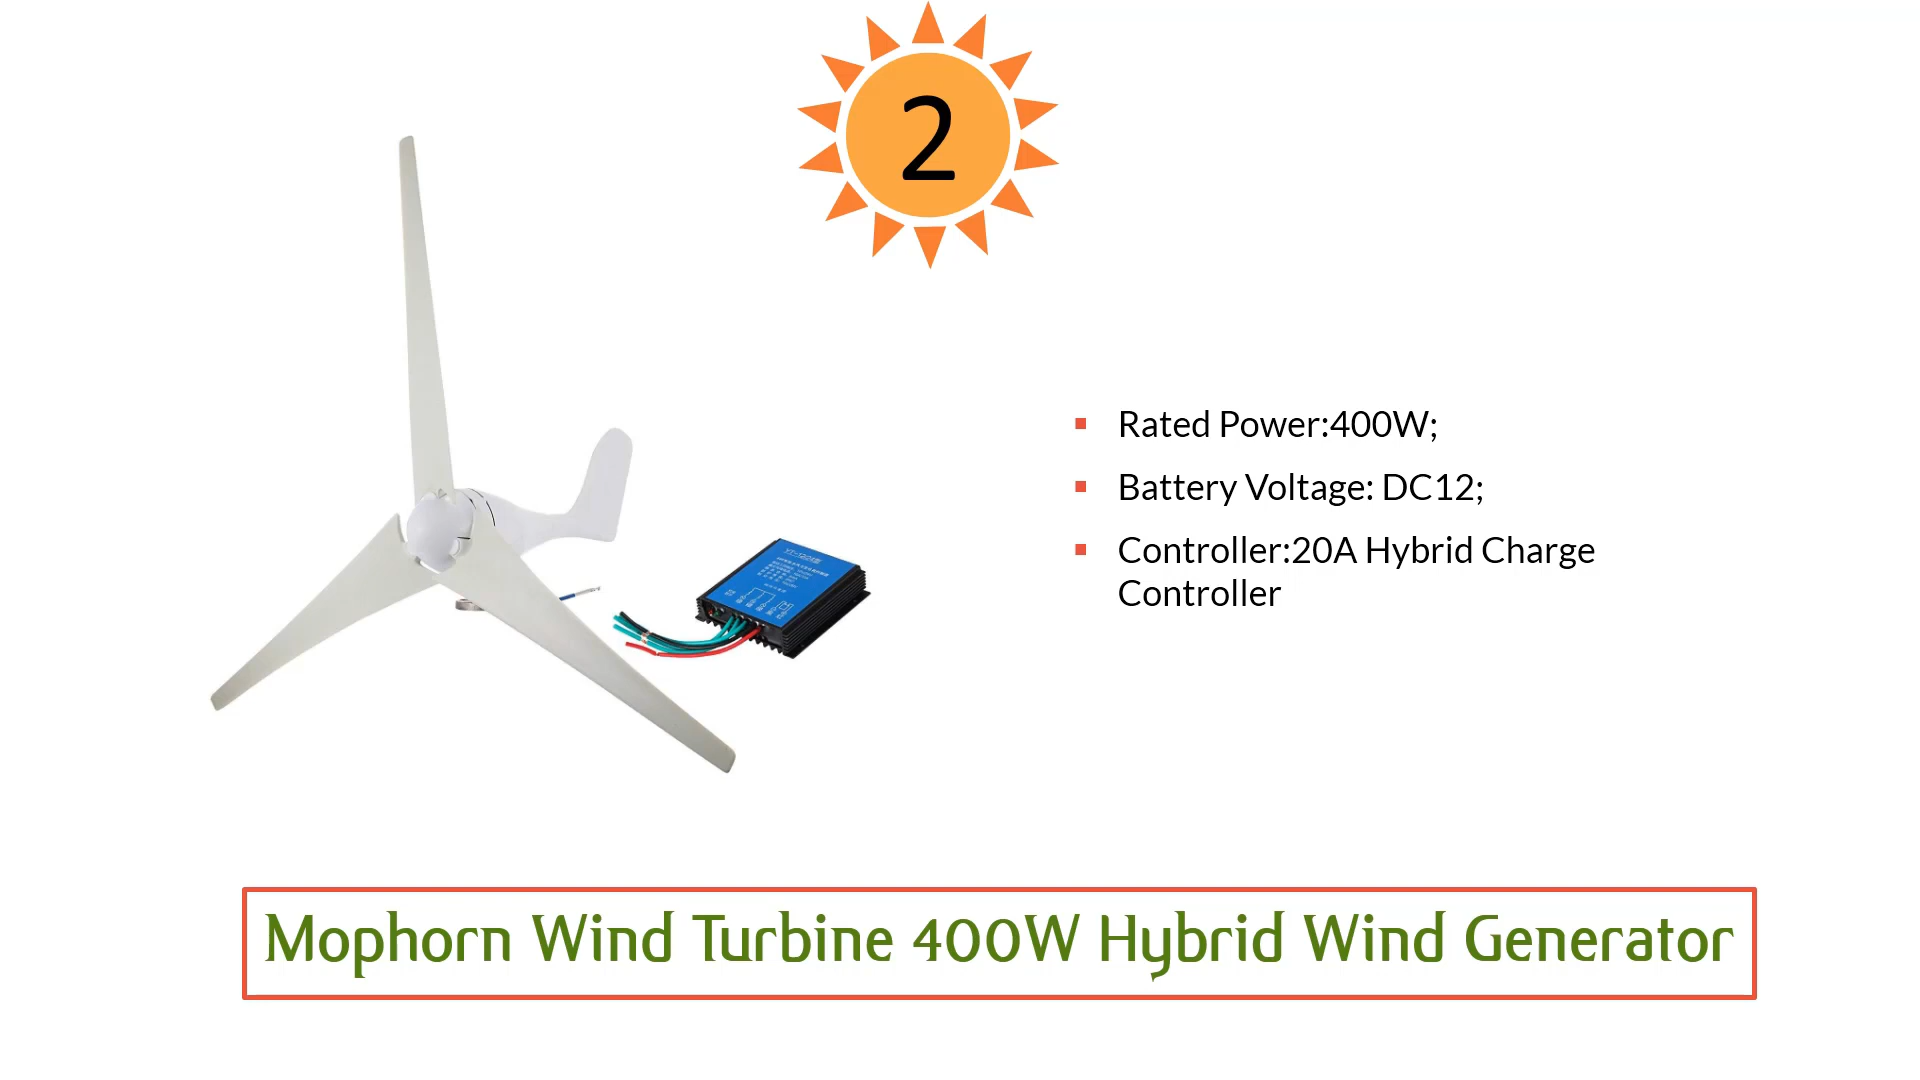 2
Rated Power:400W;
Battery Voltage: DC12;
Controller:20A Hybrid Charge
Controller
Mophorn Wind Turbine 400W Hybrid Wind Generator